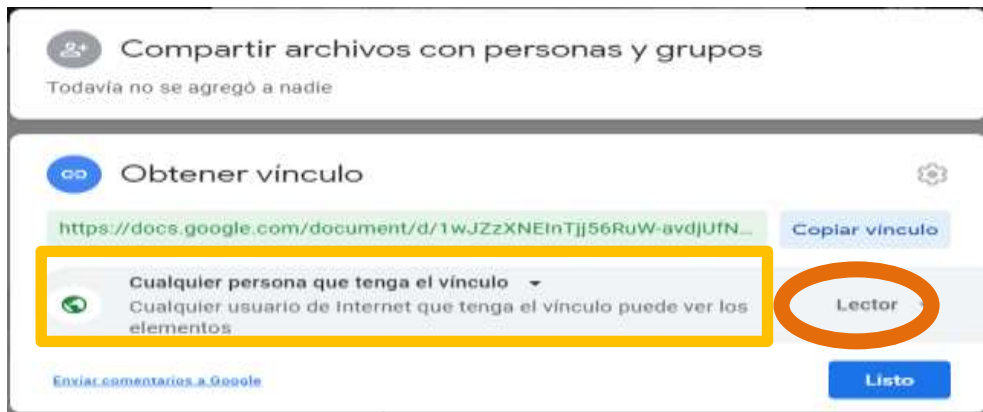 Compartir archivos con personas y grupos
Todavía no se agregó a nadie
Obtener vínculo
https://docs.google.com/document/d/1wJZzXNEInTjj56RuW-avdjUfN...
Copiar vínculo
Cualquier persona que tenga el vínculo
Cualquier usuario de Internet que tenga el vínculo puede ver los
elementos
Lector
Enviar comentarios a Google
Listo